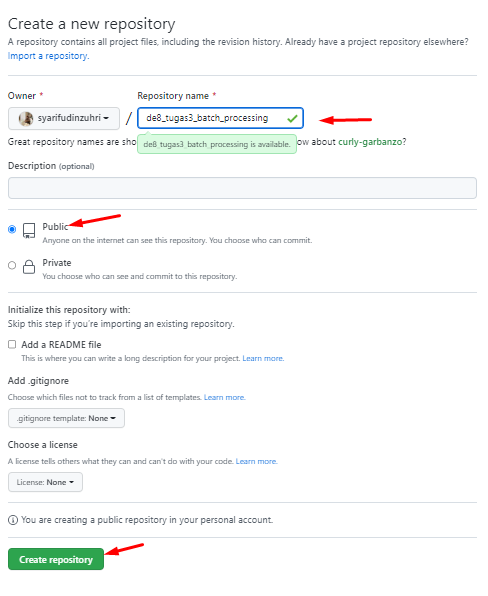 Create a new repository
A repository contains all project files, including the revision history. Already have a project repository elsewhere?
Import a repository.
Owner *
Repository name *
syarifudinzuhri
/
de8_tugas3_batch_processing
Great repository names are sho
ow about curly-garbanzo?
de8_tugas3_batch_processing is available.
Description (optional)
Public
Anyone on the internet can see this repository. You choose who can commit.
Private
You choose who can see and commit to this repository.
Initialize this repository with:
Skip this step if you're importing an existing repository.
Add a README file
This is where you can write a long description for your project. Learn more.
Add .gitignore
Choose which files not to track from a list of templates. Learn more.
.gitignore template: None
Choose a license
A license tells others what they can and can't do with your code. Learn more.
License: None
You are creating a public repository in your personal account.
Create repository